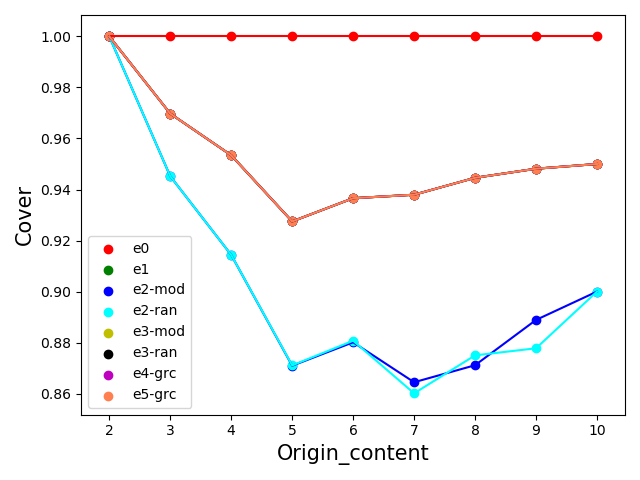 1.00
0.98
0.96
0.94
0.92
0.90
0.88
0.86
Cover
e0
e1
e2-mod
e2-ran
e3-mod
e3-ran
e4-grc
e5-grc
2 3 4 5 6 7 8 9 10
Origin_content